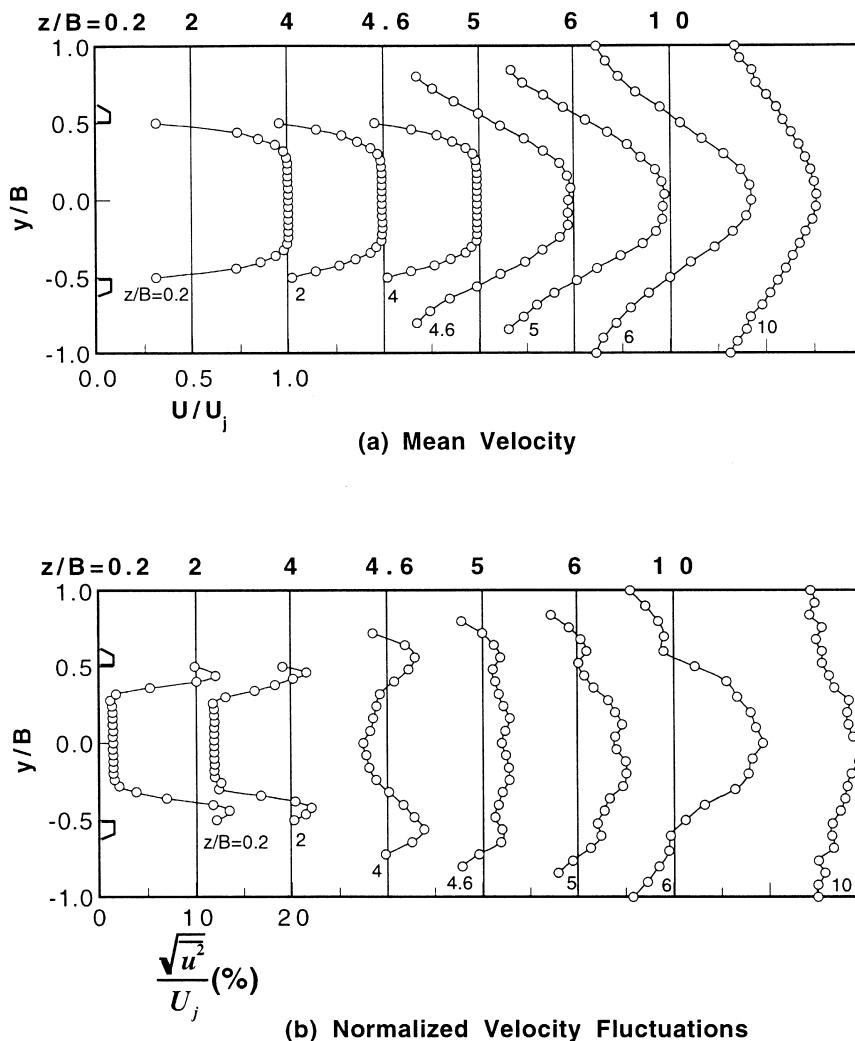 z/B=0.2 2 4 4.6 5 6 10
1.0
0.5
0.0
-0.5
-1.0
y/B
z/B=0.2
2
4
4.6
5
6
10
0.0 0.5 1.0
U/Uj
(a) Mean Velocity
z/B=0.2 2 4 4.6 5 6 10
1.0
0.5
0.0
-0.5
-1.0
y/B
z/B=0.2
2
4
4.6
5
6
10
0 10 20
√u² / Uj (%)
(b) Normalized Velocity Fluctuations